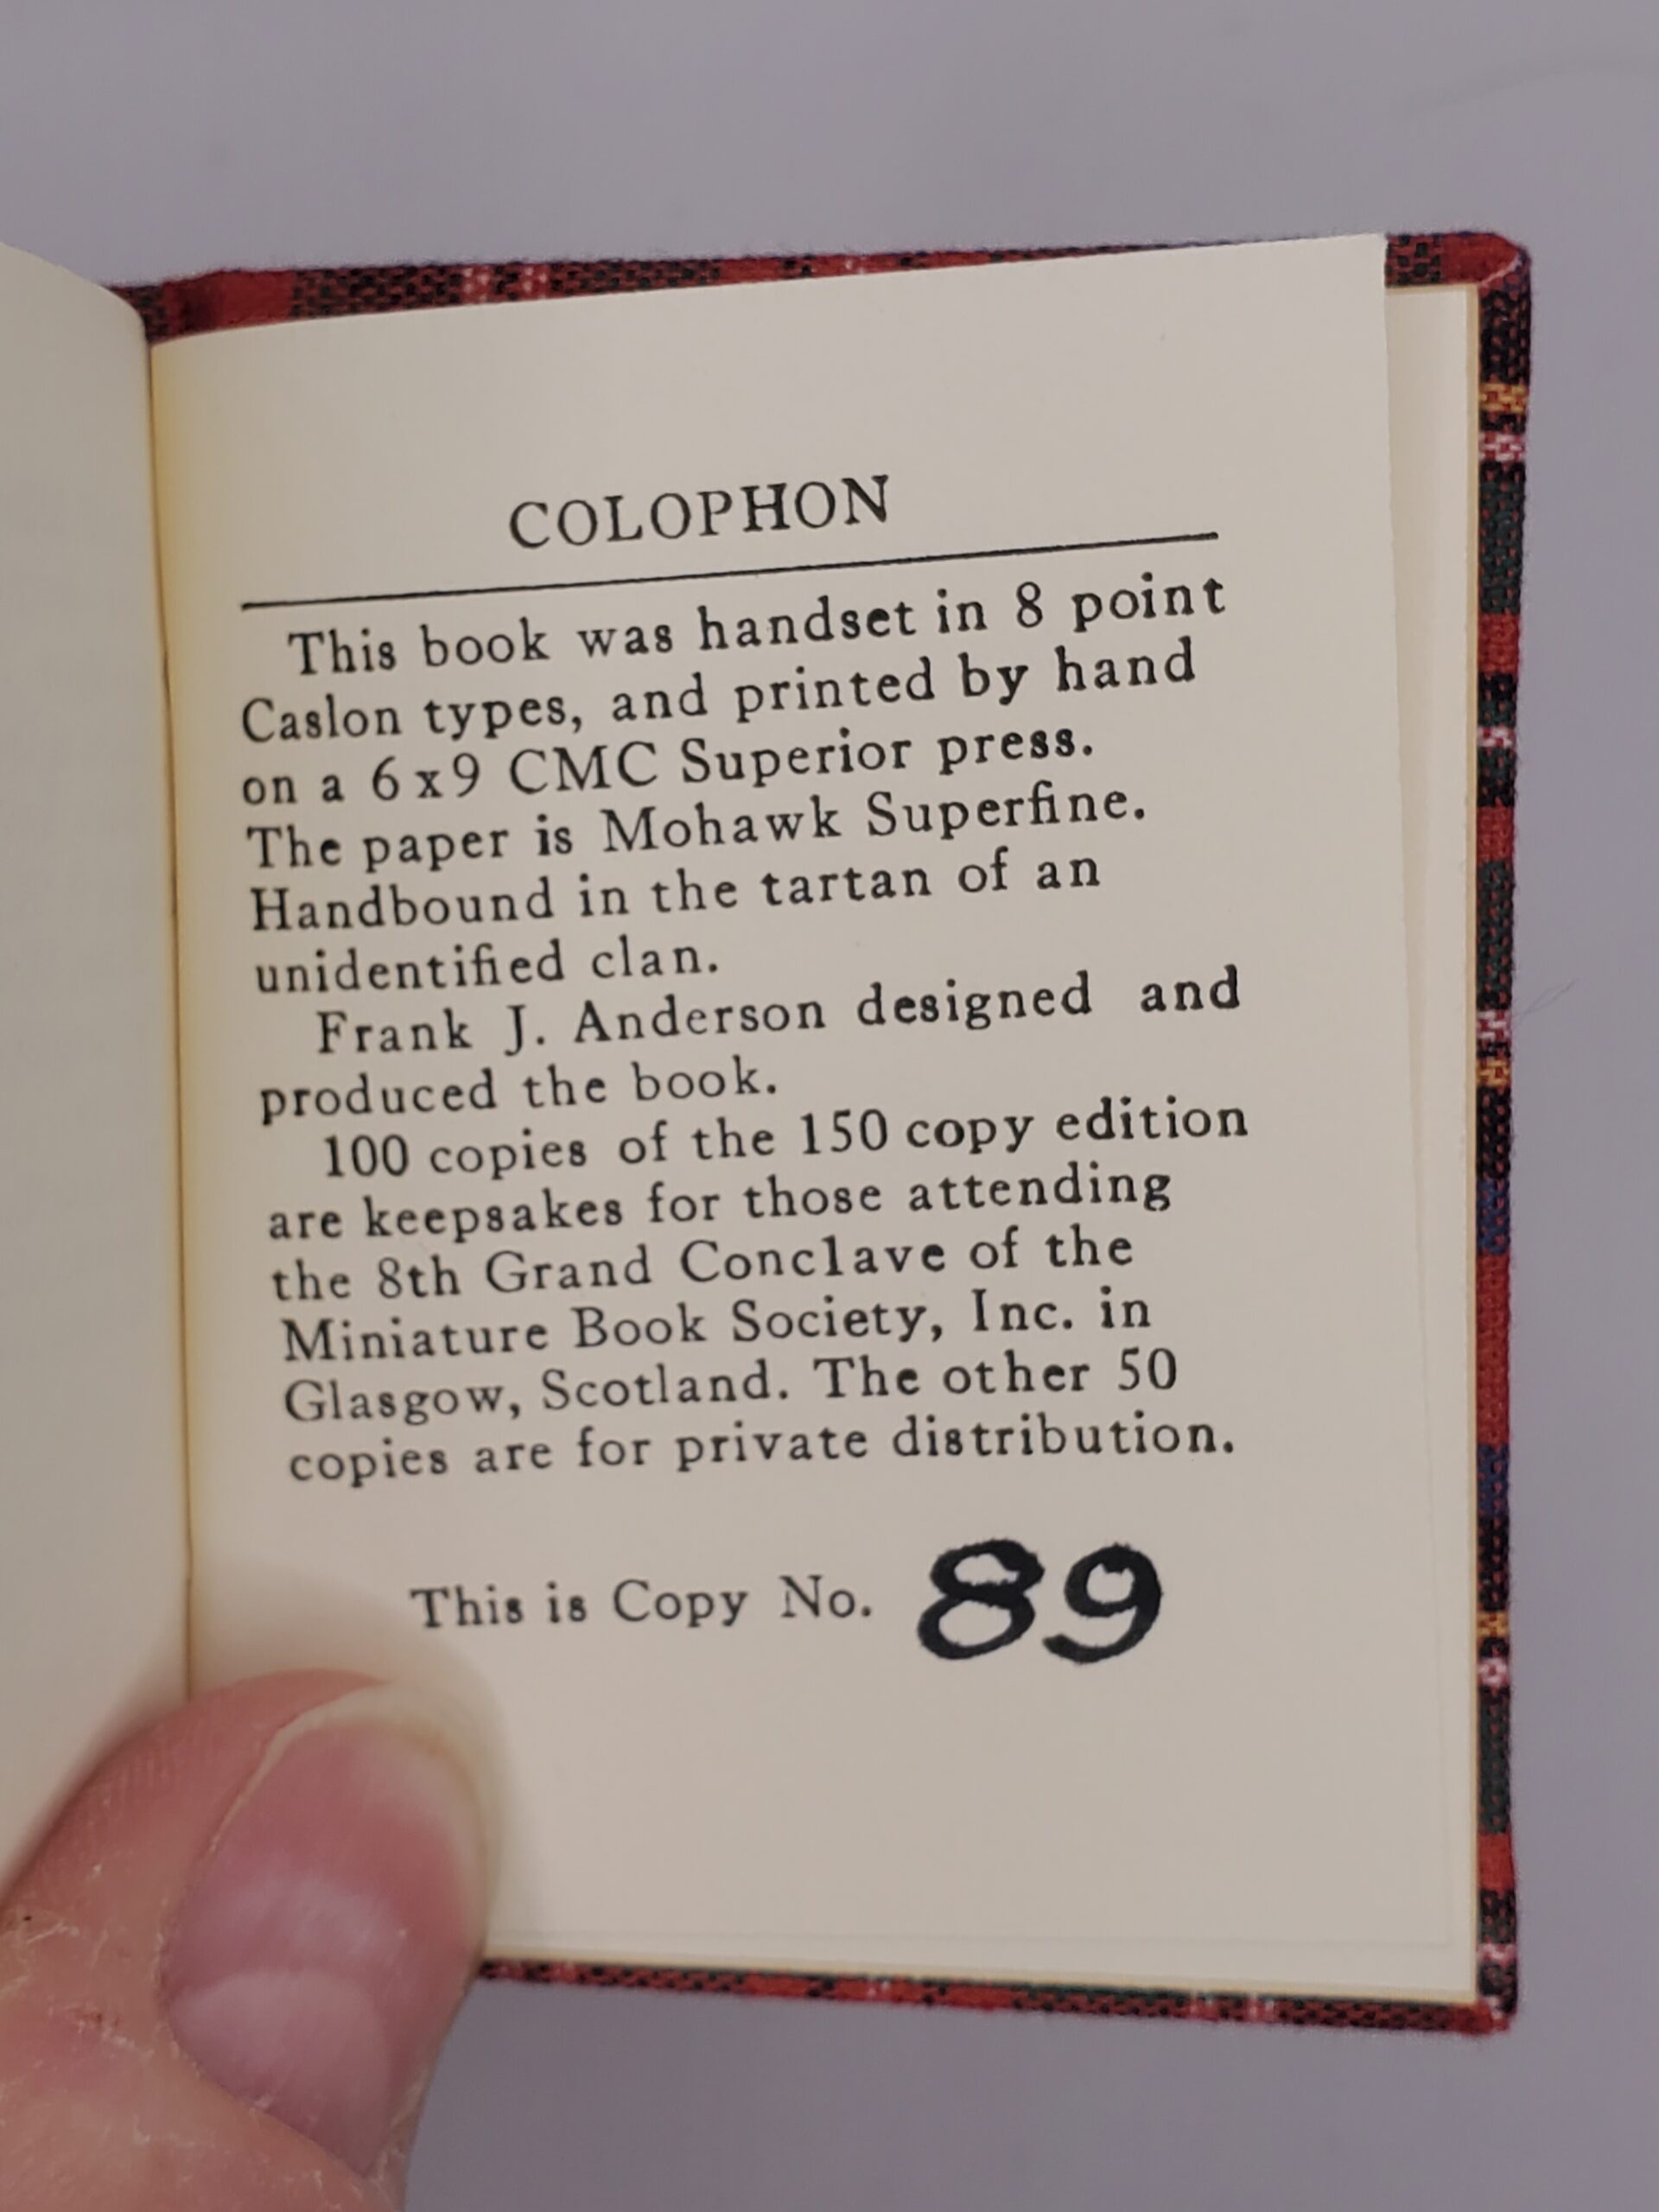 COLOPHON
This book was handset in 8 point
Caslon types, and printed by hand
on a 6x9 CMC Superior press.
The paper is Mohawk Superfine.
Handbound in the tartan of an
unidentified clan.
Frank J. Anderson designed and
produced the book.
100 copies of the 150 copy edition
are keepsakes for those attending
the 8th Grand Conclave of the
Miniature Book Society, Inc. in
Glasgow, Scotland. The other 50
copies are for private distribution.
This is Copy No. 89